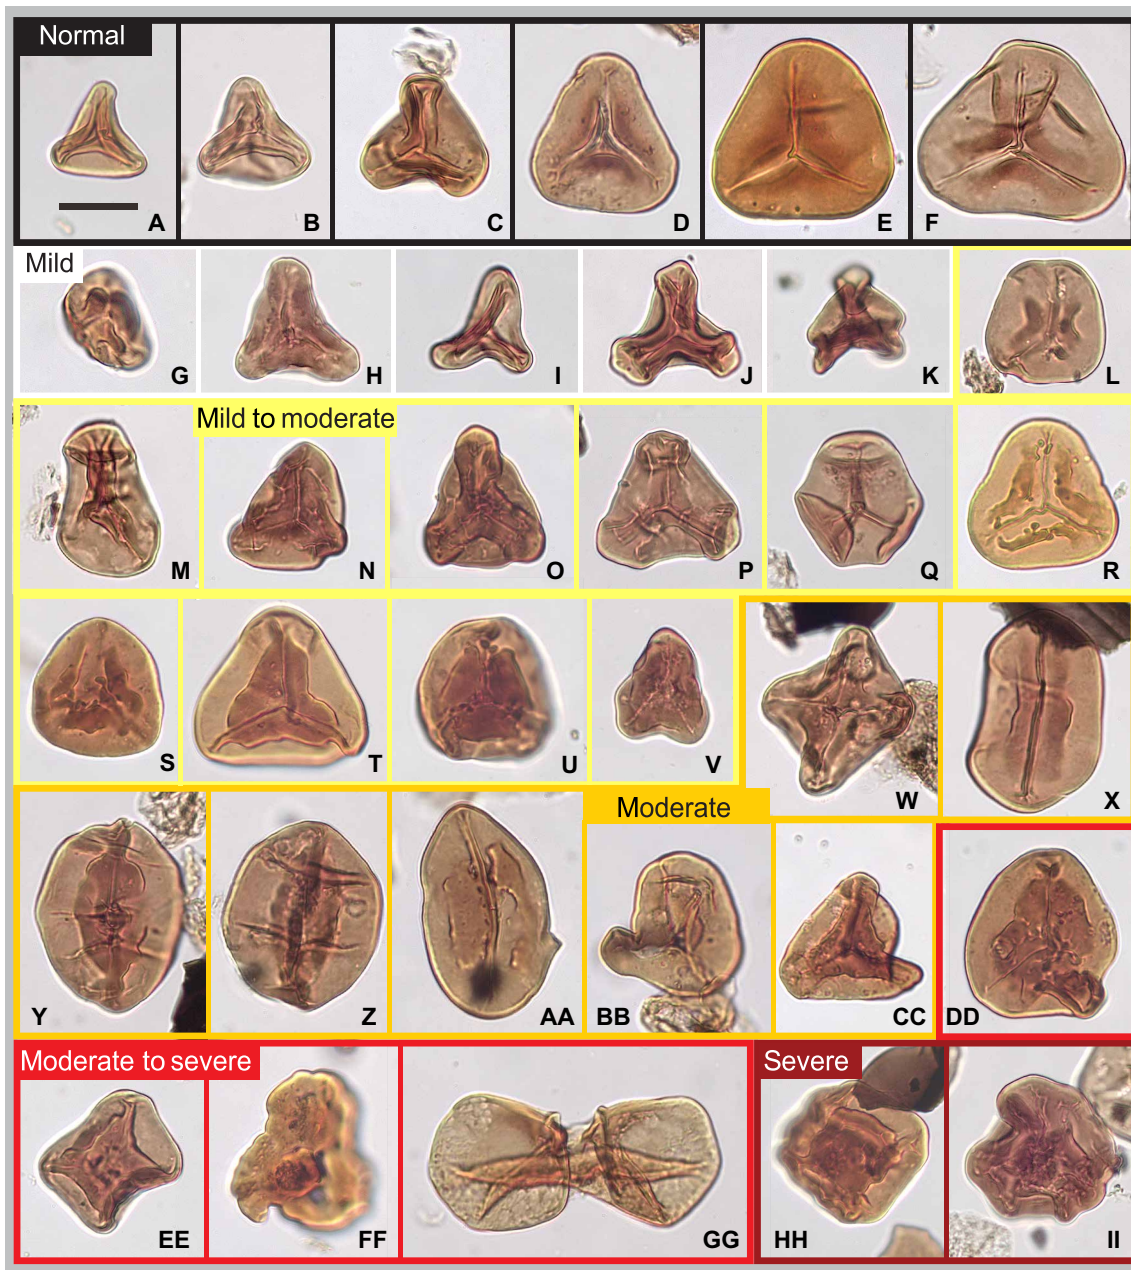 Normal
A B C D E F
Mild
G H I J K L
Mild to moderate
M N O P Q R
S T U V W X
Moderate
Y Z AA BB CC DD
Moderate to severe
Severe
EE FF GG HH II